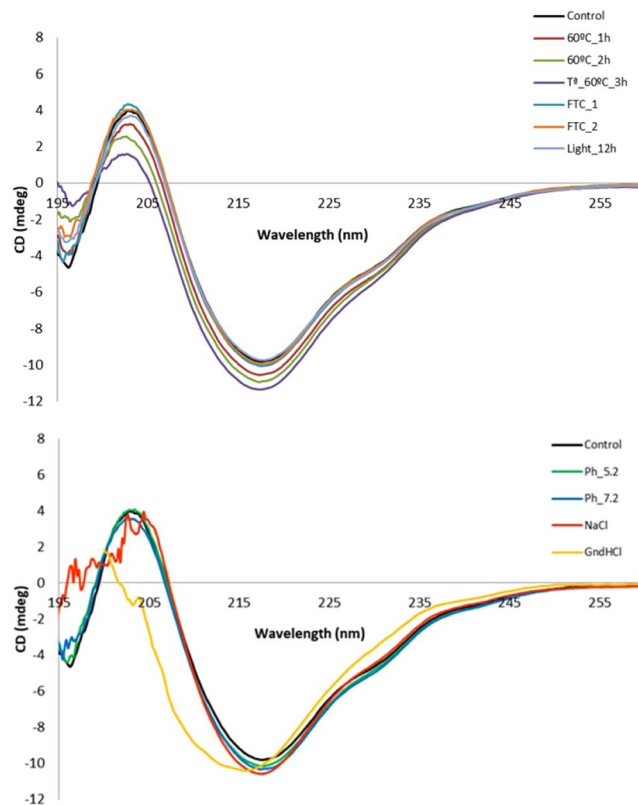 Control
60ºC_1h
60ºC_2h
Tª_60ºC_3h
FTC_1
FTC_2
Light_12h
8
6
4
2
0
-2
-4
-6
-8
-10
-12
195 205 215 225 235 245 255
CD (mdeg)
Wavelength (nm)
Control
Ph_5.2
Ph_7.2
NaCl
GndHCl
8
6
4
2
0
-2
-4
-6
-8
-10
-12
195 205 215 225 235 245 255
CD (mdeg)
Wavelength (nm)